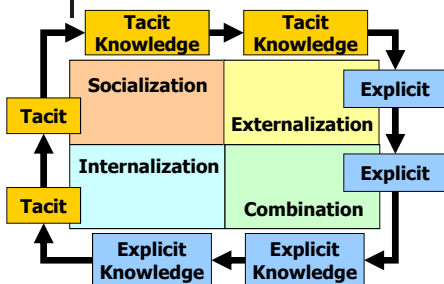 Tacit
Knowledge
Tacit
Knowledge
Socialization
Explicit
Tacit
Externalization
Internalization
Explicit
Tacit
Combination
Explicit
Knowledge
Explicit
Knowledge